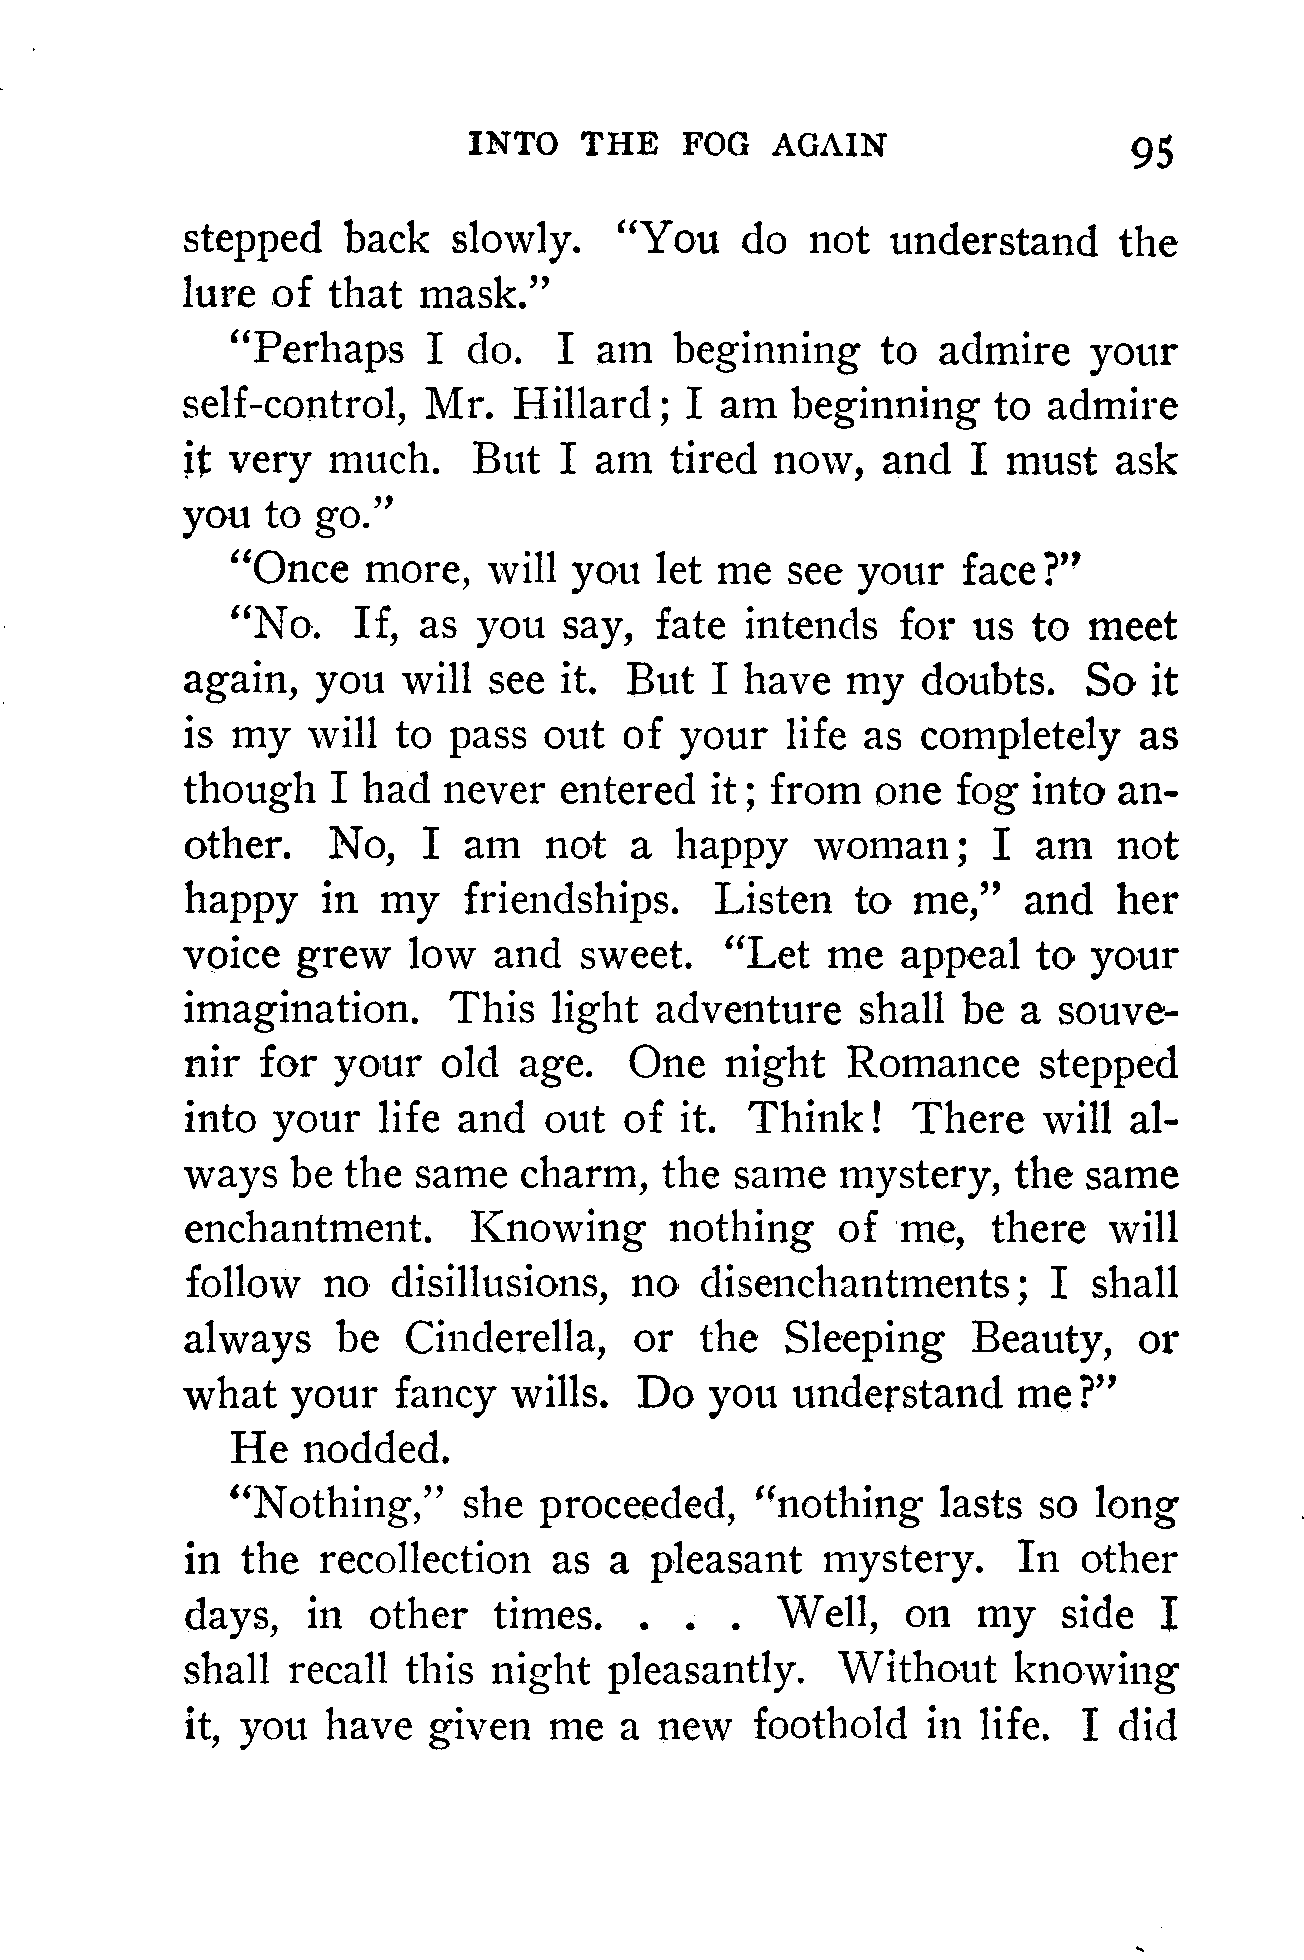 INTO THE FOG AGAIN 95
stepped back slowly. “You do not understand the
lure of that mask.”
“Perhaps I do. I am beginning to admire your
self-control, Mr. Hillard; I am beginning to admire
it very much. But I am tired now, and I must ask
you to go.”
“Once more, will you let me see your face?”
“No. If, as you say, fate intends for us to meet
again, you will see it. But I have my doubts. So it
is my will to pass out of your life as completely as
though I had never entered it; from one fog into an-
other. No, I am not a happy woman; I am not
happy in my friendships. Listen to me,” and her
voice grew low and sweet. “Let me appeal to your
imagination. This light adventure shall be a souve-
nir for your old age. One night Romance stepped
into your life and out of it. Think! There will al-
ways be the same charm, the same mystery, the same
enchantment. Knowing nothing of me, there will
follow no disillusions, no disenchantments; I shall
always be Cinderella, or the Sleeping Beauty, or
what your fancy wills. Do you understand me?”
He nodded.
“Nothing,” she proceeded, “nothing lasts so long
in the recollection as a pleasant mystery. In other
days, in other times. . . . Well, on my side I
shall recall this night pleasantly. Without knowing
it, you have given me a new foothold in life. I did